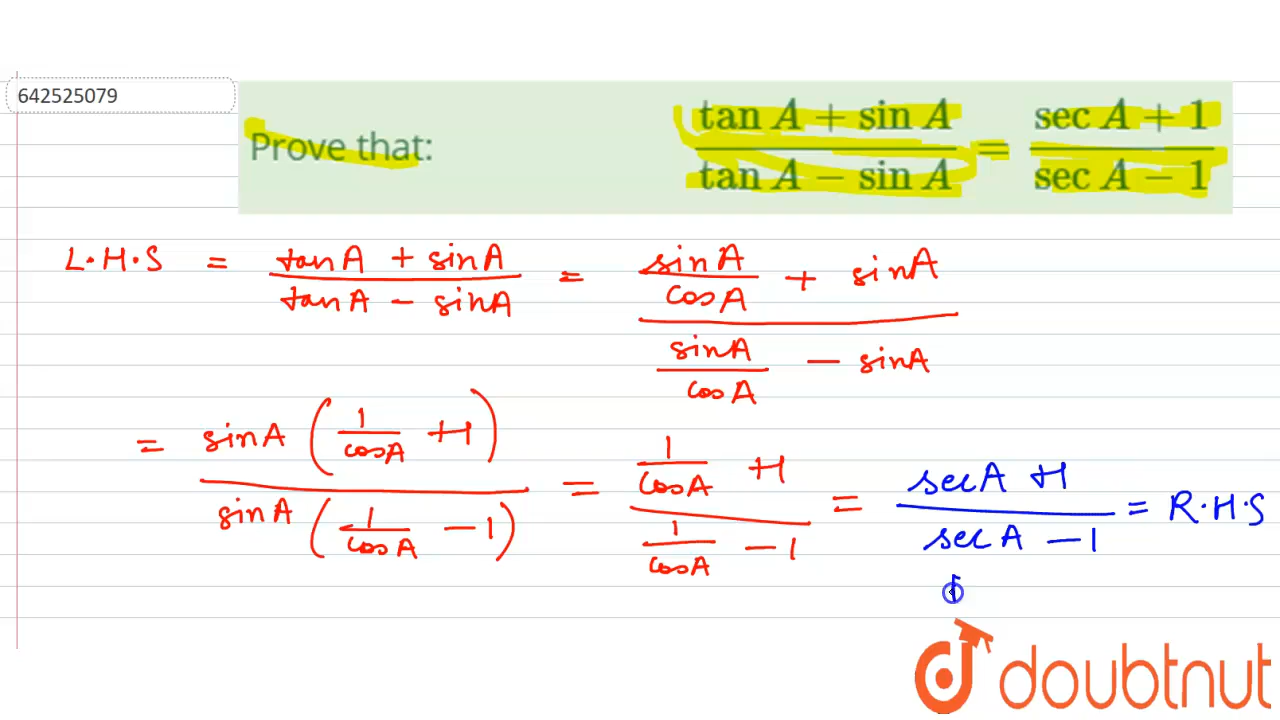 642525079
Prove that: (tan A + sin A)/(tan A − sin A) = (sec A + 1)/(sec A − 1)
L.H.S = (tanA + sinA)/(tanA − sinA) = (sinA/cosA + sinA)/(sinA/cosA − sinA)
= (sinA (1/cosA + 1))/(sinA (1/cosA − 1)) = (1/cosA + 1)/(1/cosA − 1) = (secA + 1)/(secA − 1) = R.H.S
doubtnut